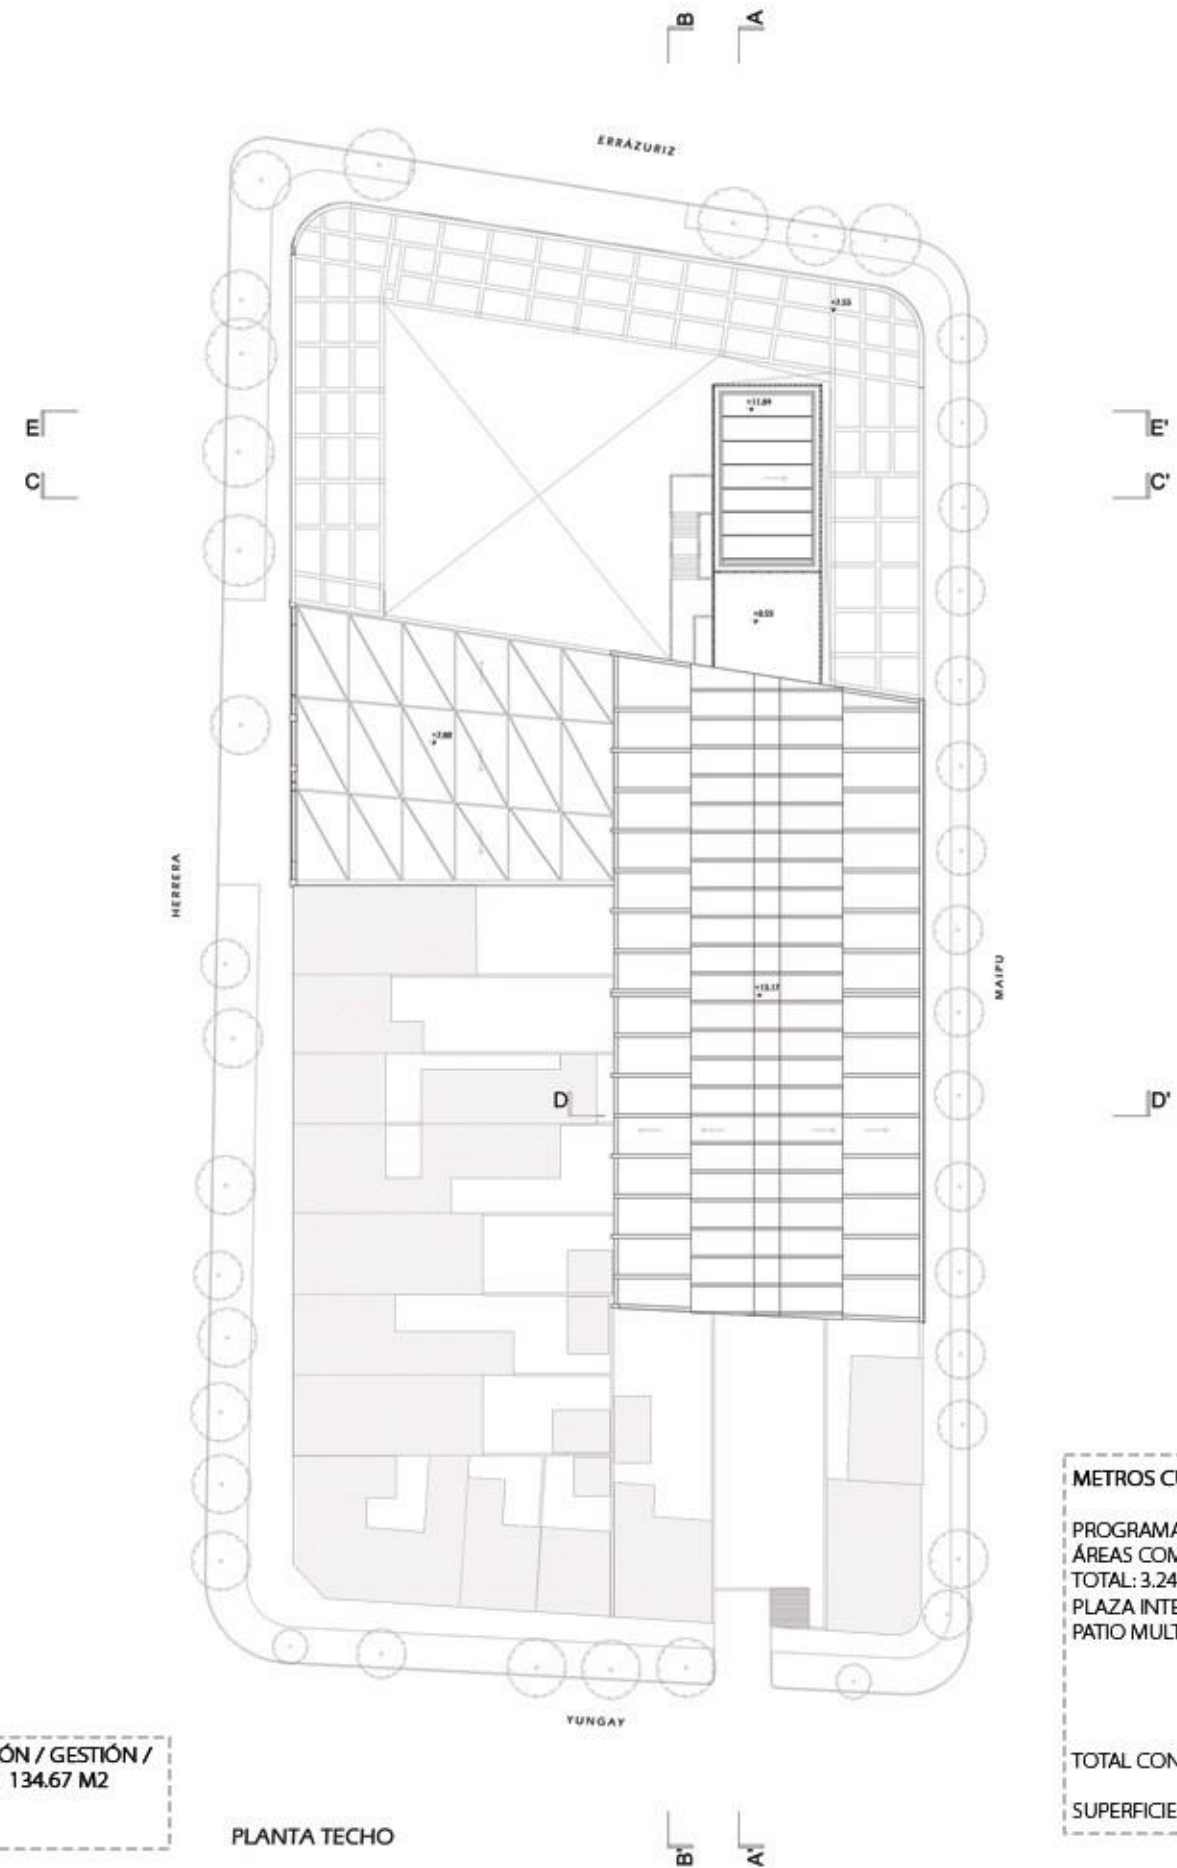 B
A
ERRÁZURIZ
E
E'
C
C'
HERRERA
MAIPU
D
D'
METROS CU
PROGRAMA
ÁREAS COM
TOTAL: 3.24
PLAZA INTE
PATIO MULT
YUNGAY
ÓN / GESTIÓN /
134.67 M2
TOTAL CON
SUPERFICIE
PLANTA TECHO
B'
A'